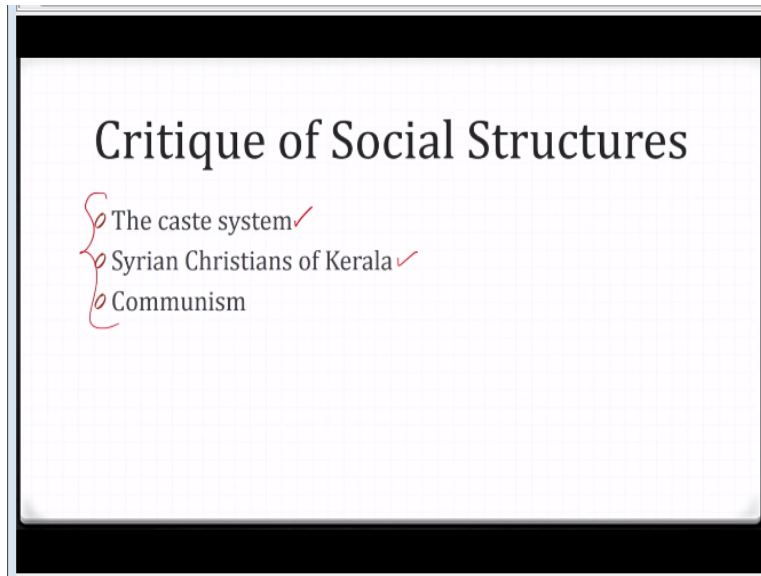 Critique of Social Structures
The caste system
Syrian Christians of Kerala
Communism